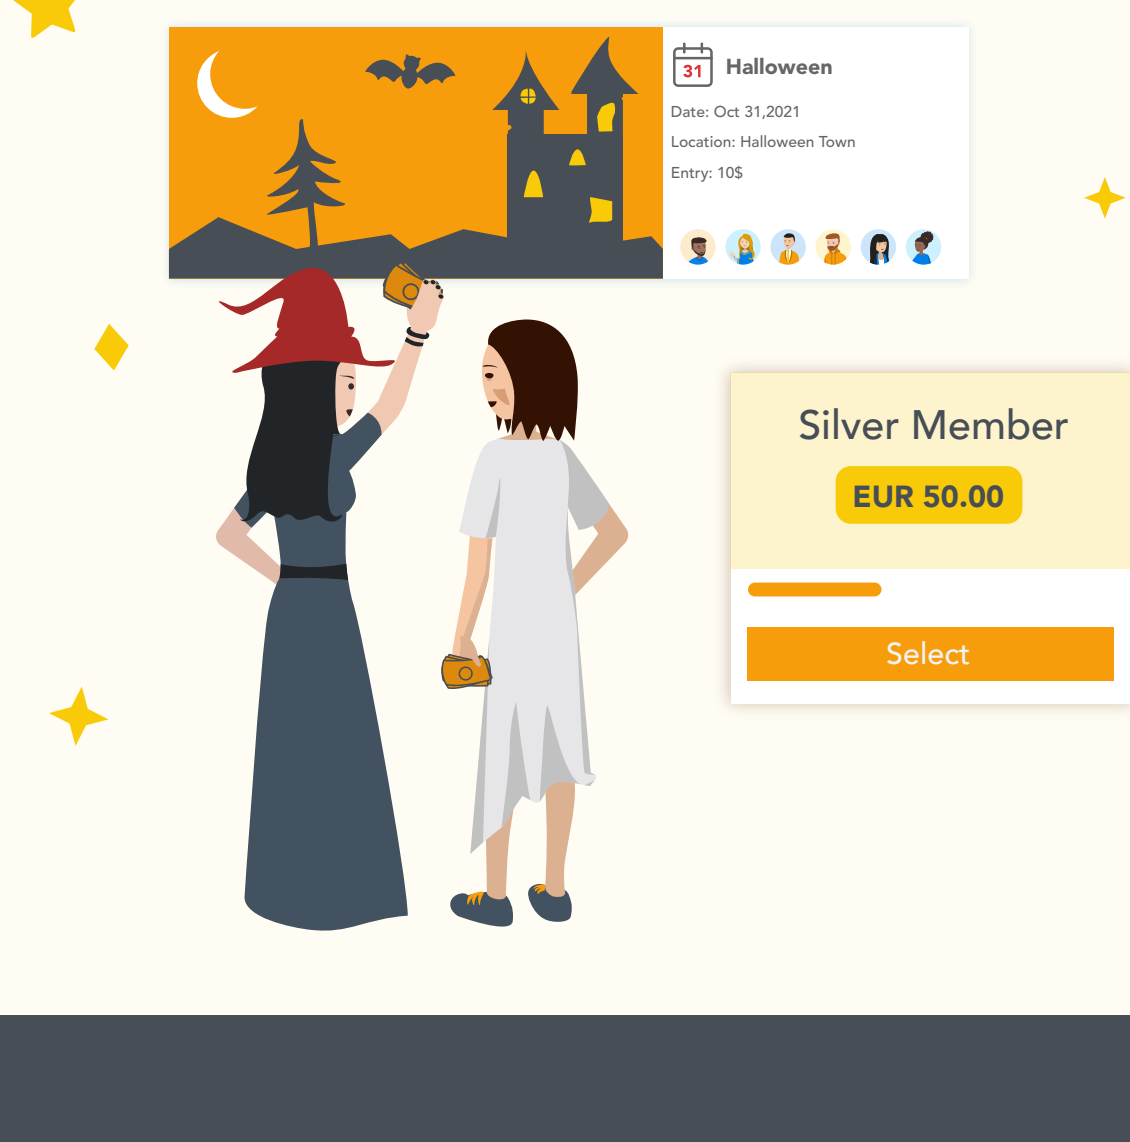 31
Halloween
Date: Oct 31,2021
Location: Halloween Town
Entry: 10$
Silver Member
EUR 50.00
Select